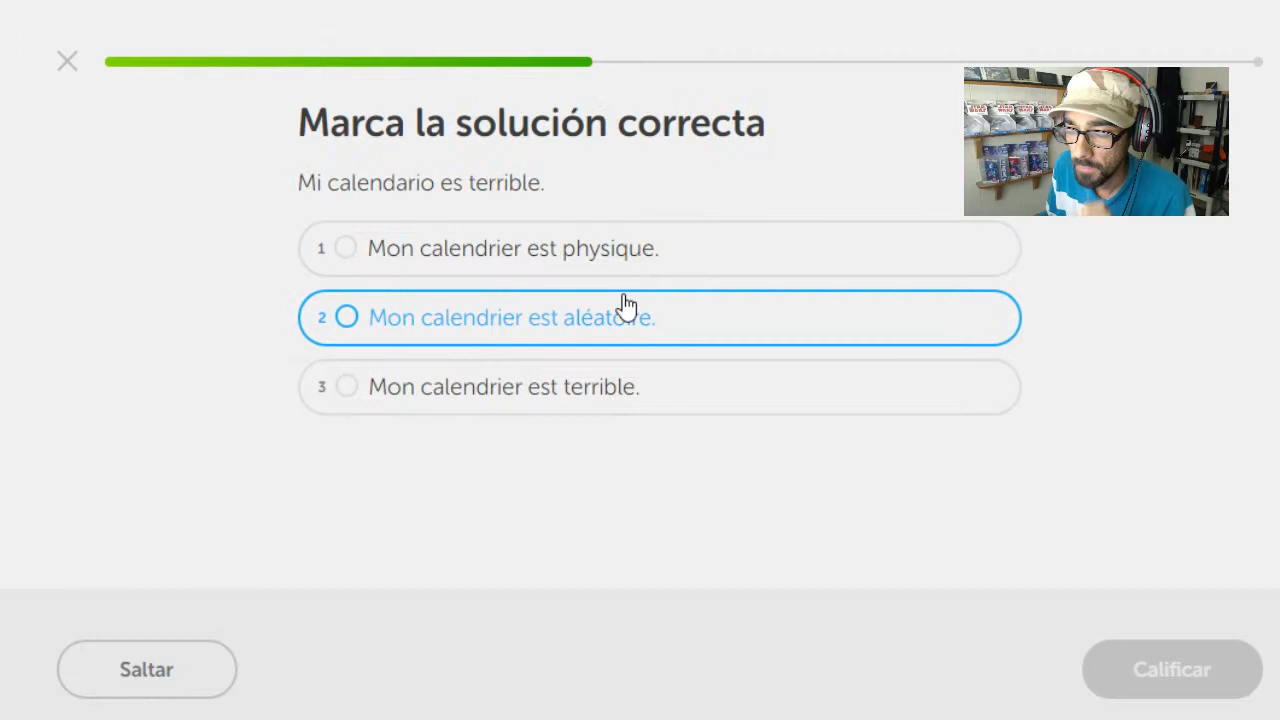 Marca la solución correcta
Mi calendario es terrible.
1 Mon calendrier est physique.
2 Mon calendrier est aléatoire.
3 Mon calendrier est terrible.
Saltar
Calificar